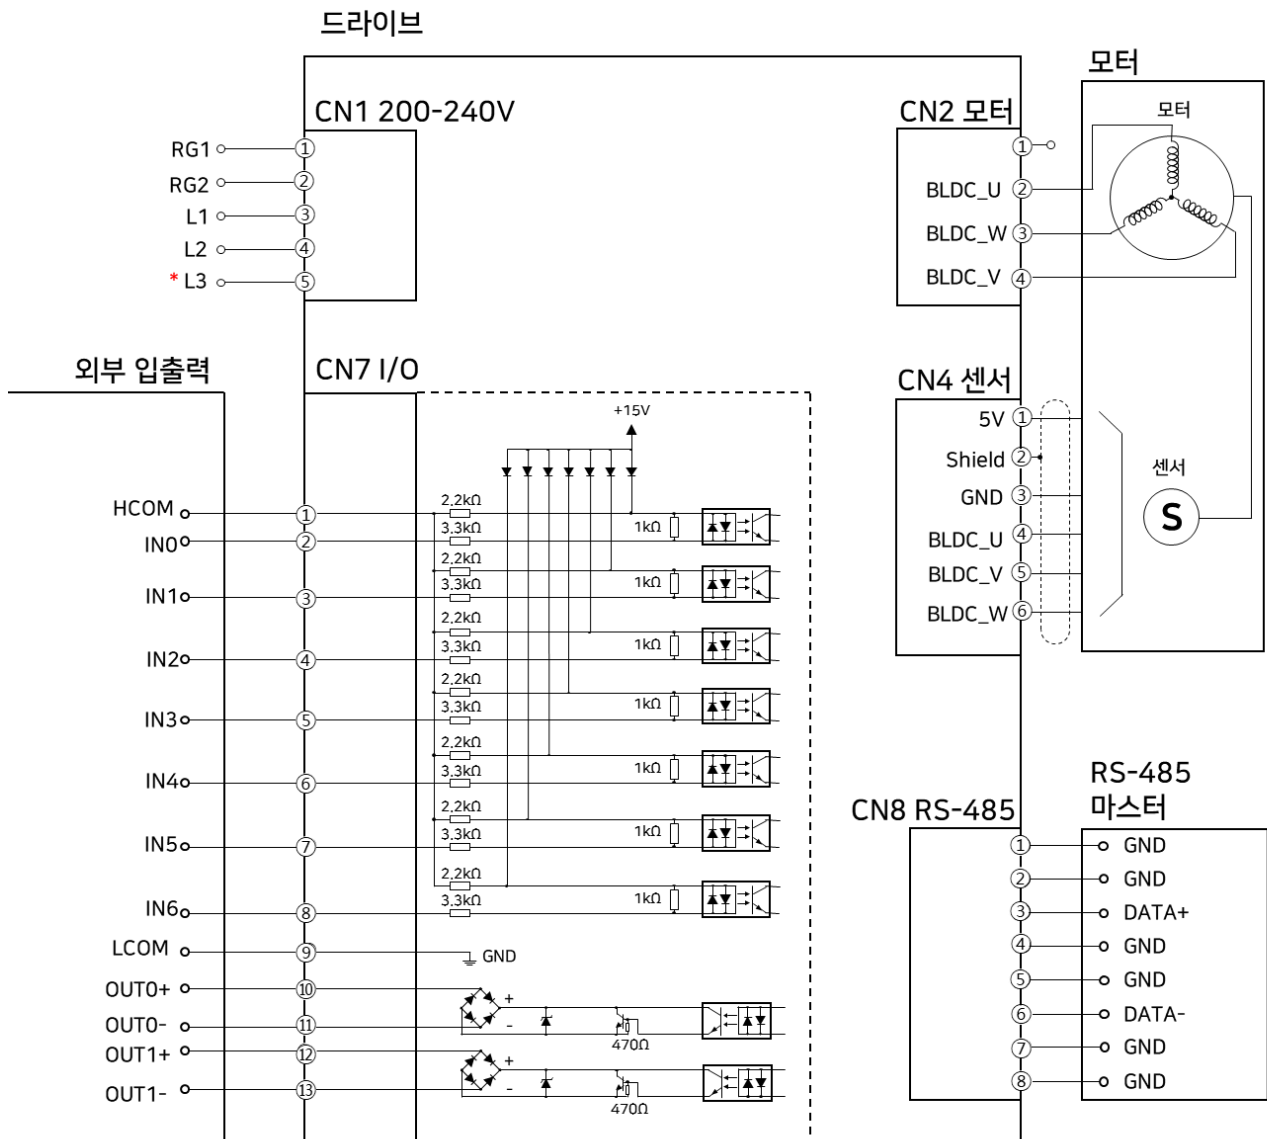 드라이브
모터
CN1 200-240V
RG1 ①
RG2 ②
L1 ③
L2 ④
* L3 ⑤
CN2 모터
①
BLDC_U ②
BLDC_W ③
BLDC_V ④
모터
외부 입출력
CN7 I/O
+15V
HCOM ① 2.2kΩ
IN0 ② 3.3kΩ 1kΩ
2.2kΩ
IN1 ③ 3.3kΩ 1kΩ
2.2kΩ
IN2 ④ 3.3kΩ 1kΩ
2.2kΩ
IN3 ⑤ 3.3kΩ 1kΩ
2.2kΩ
IN4 ⑥ 3.3kΩ 1kΩ
2.2kΩ
IN5 ⑦ 3.3kΩ 1kΩ
2.2kΩ
IN6 ⑧ 3.3kΩ 1kΩ
LCOM ⑨ GND
OUT0+ ⑩ +
OUT0- ⑪ -
470Ω
OUT1+ ⑫ +
OUT1- ⑬ -
470Ω
CN4 센서
5V ①
Shield ②
GND ③
BLDC_U ④
BLDC_V ⑤
BLDC_W ⑥
센서
S
CN8 RS-485
RS-485
마스터
① GND
② GND
③ DATA+
④ GND
⑤ GND
⑥ DATA-
⑦ GND
⑧ GND